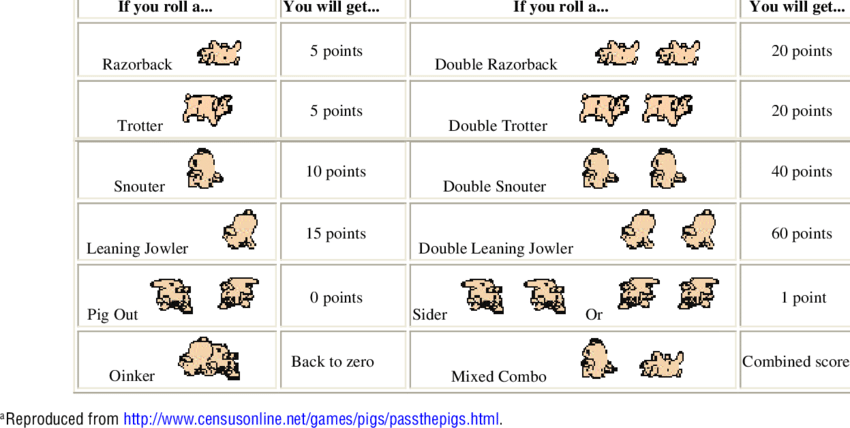 If you roll a... You will get... If you roll a... You will get...
Razorback 5 points Double Razorback 20 points
Trotter 5 points Double Trotter 20 points
Snouter 10 points Double Snouter 40 points
Leaning Jowler 15 points Double Leaning Jowler 60 points
Pig Out 0 points Sider Or 1 point
Oinker Back to zero Mixed Combo Combined score
aReproduced from http://www.censusonline.net/games/pigs/passthepigs.html.